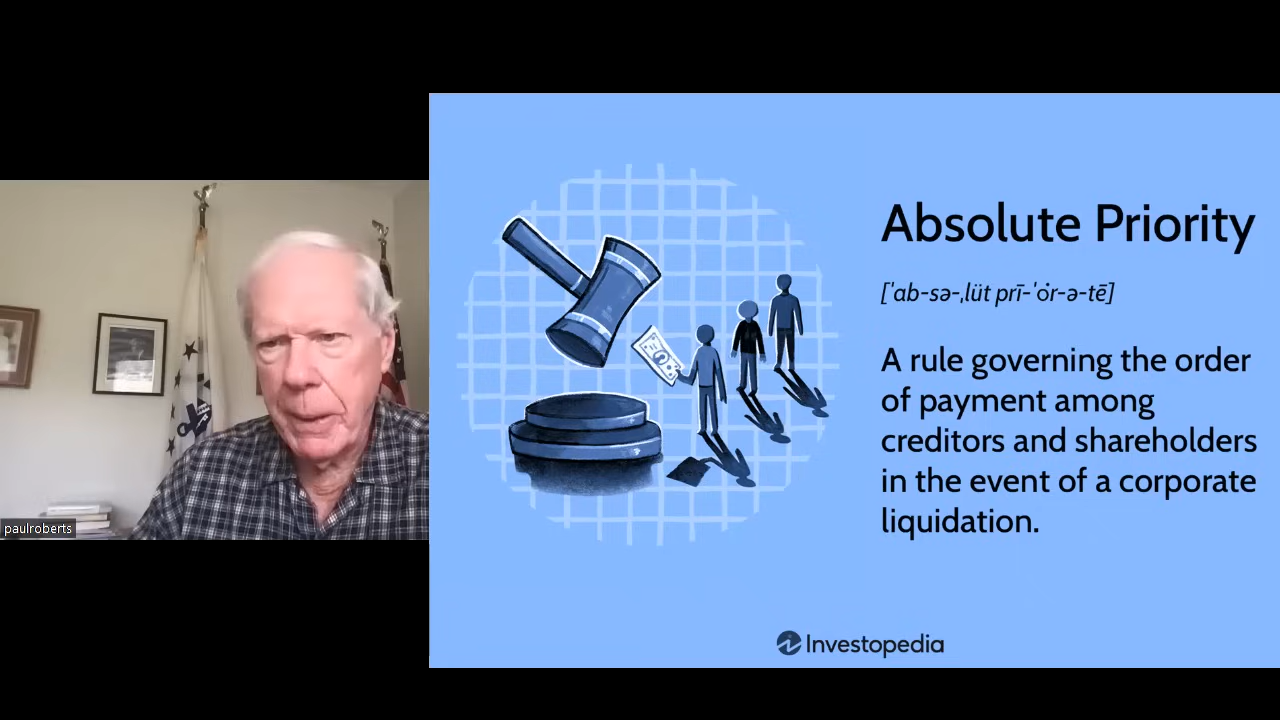 paulroberts
Absolute Priority
[ˈab-sə-ˌlüt prī-ˈȯr-ə-tē]
A rule governing the order
of payment among
creditors and shareholders
in the event of a corporate
liquidation.
Investopedia